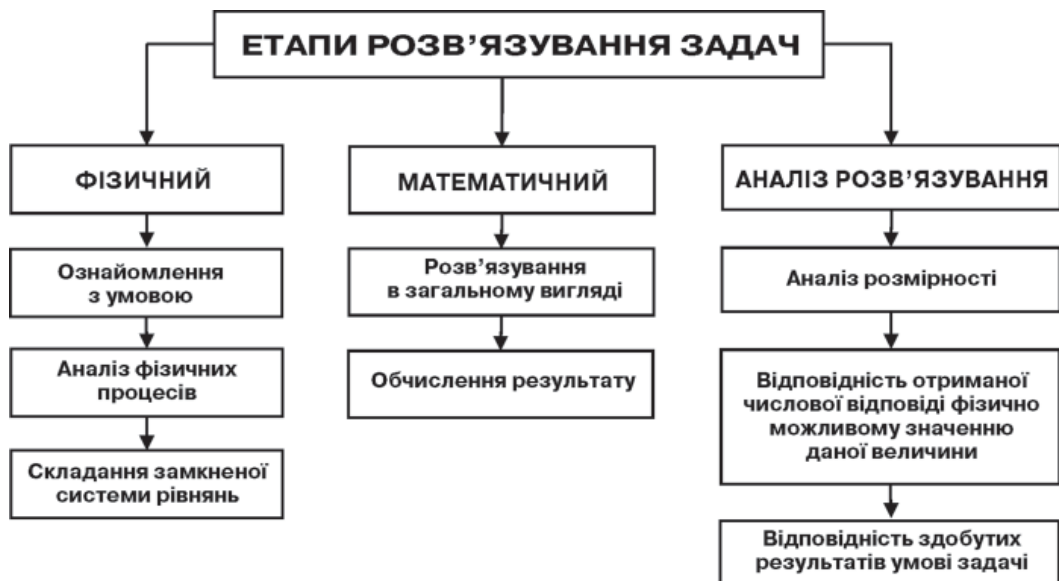 ЕТАПИ РОЗВ’ЯЗУВАННЯ ЗАДАЧ
ФІЗИЧНИЙ
Ознайомлення
з умовою
Аналіз фізичних
процесів
Складання замкненої
системи рівнянь
МАТЕМАТИЧНИЙ
Розв’язування
в загальному вигляді
Обчислення результату
АНАЛІЗ РОЗВ’ЯЗУВАННЯ
Аналіз розмірності
Відповідність отриманої
числової відповіді фізично
можливому значенню
даної величини
Відповідність здобутих
результатів умові задачі